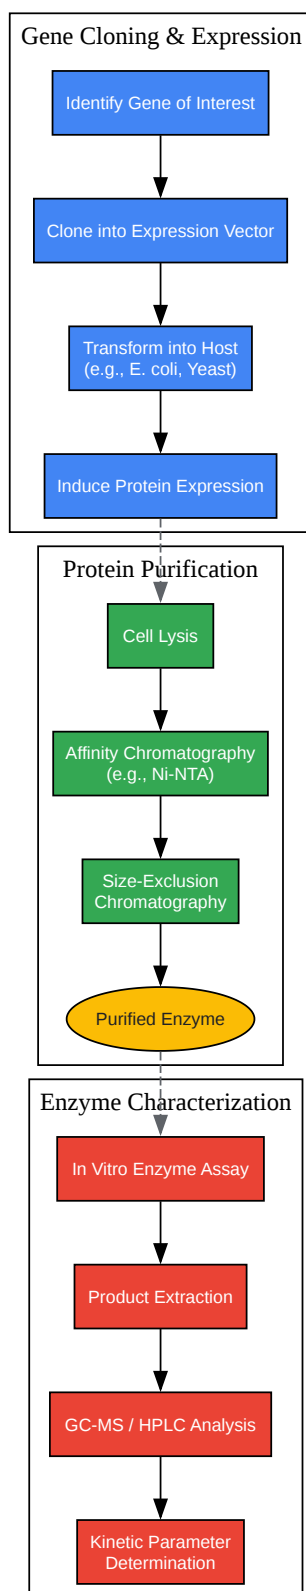 Gene Cloning & Expression
Identify Gene of Interest
Clone into Expression Vector
Transform into Host
(e.g., E. coli, Yeast)
Induce Protein Expression
Protein Purification
Cell Lysis
Affinity Chromatography
(e.g., Ni-NTA)
Size-Exclusion
Chromatography
Purified Enzyme
Enzyme Characterization
In Vitro Enzyme Assay
Product Extraction
GC-MS / HPLC Analysis
Kinetic Parameter
Determination